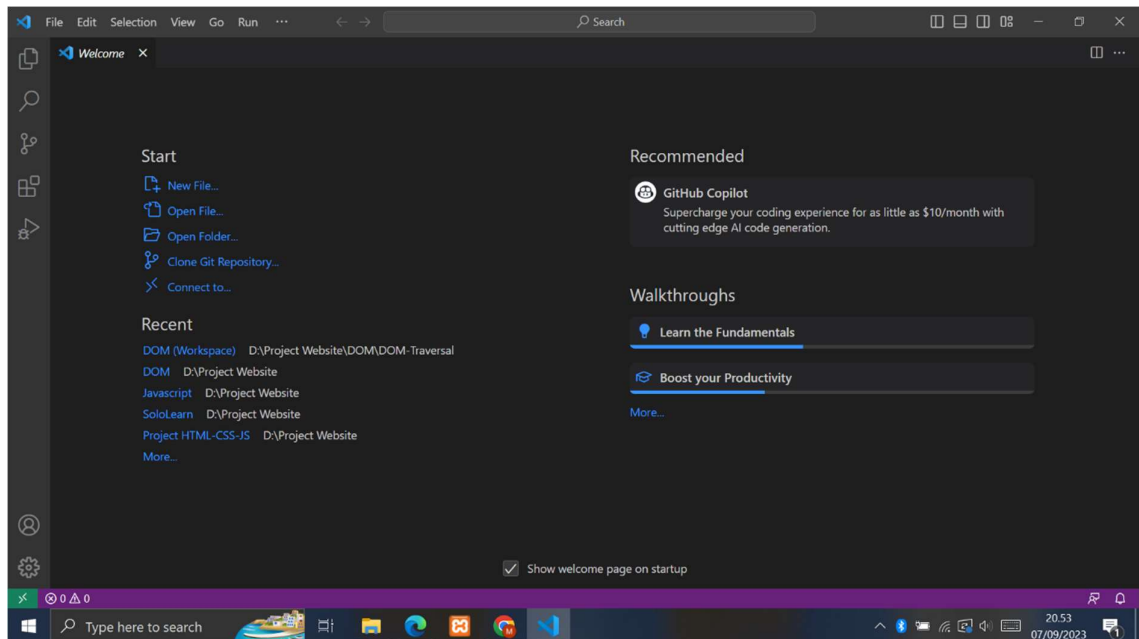 File Edit Selection View Go Run ···
Search
Welcome
Start
New File...
Open File...
Open Folder...
Clone Git Repository...
Connect to...
Recent
DOM (Workspace) D:\Project Website\DOM\DOM-Traversal
DOM D:\Project Website
Javascript D:\Project Website
SoloLearn D:\Project Website
Project HTML-CSS-JS D:\Project Website
More...
Recommended
GitHub Copilot
Supercharge your coding experience for as little as $10/month with
cutting edge AI code generation.
Walkthroughs
Learn the Fundamentals
Boost your Productivity
More...
Show welcome page on startup
0 0
Type here to search
20.53
07/09/2023
1